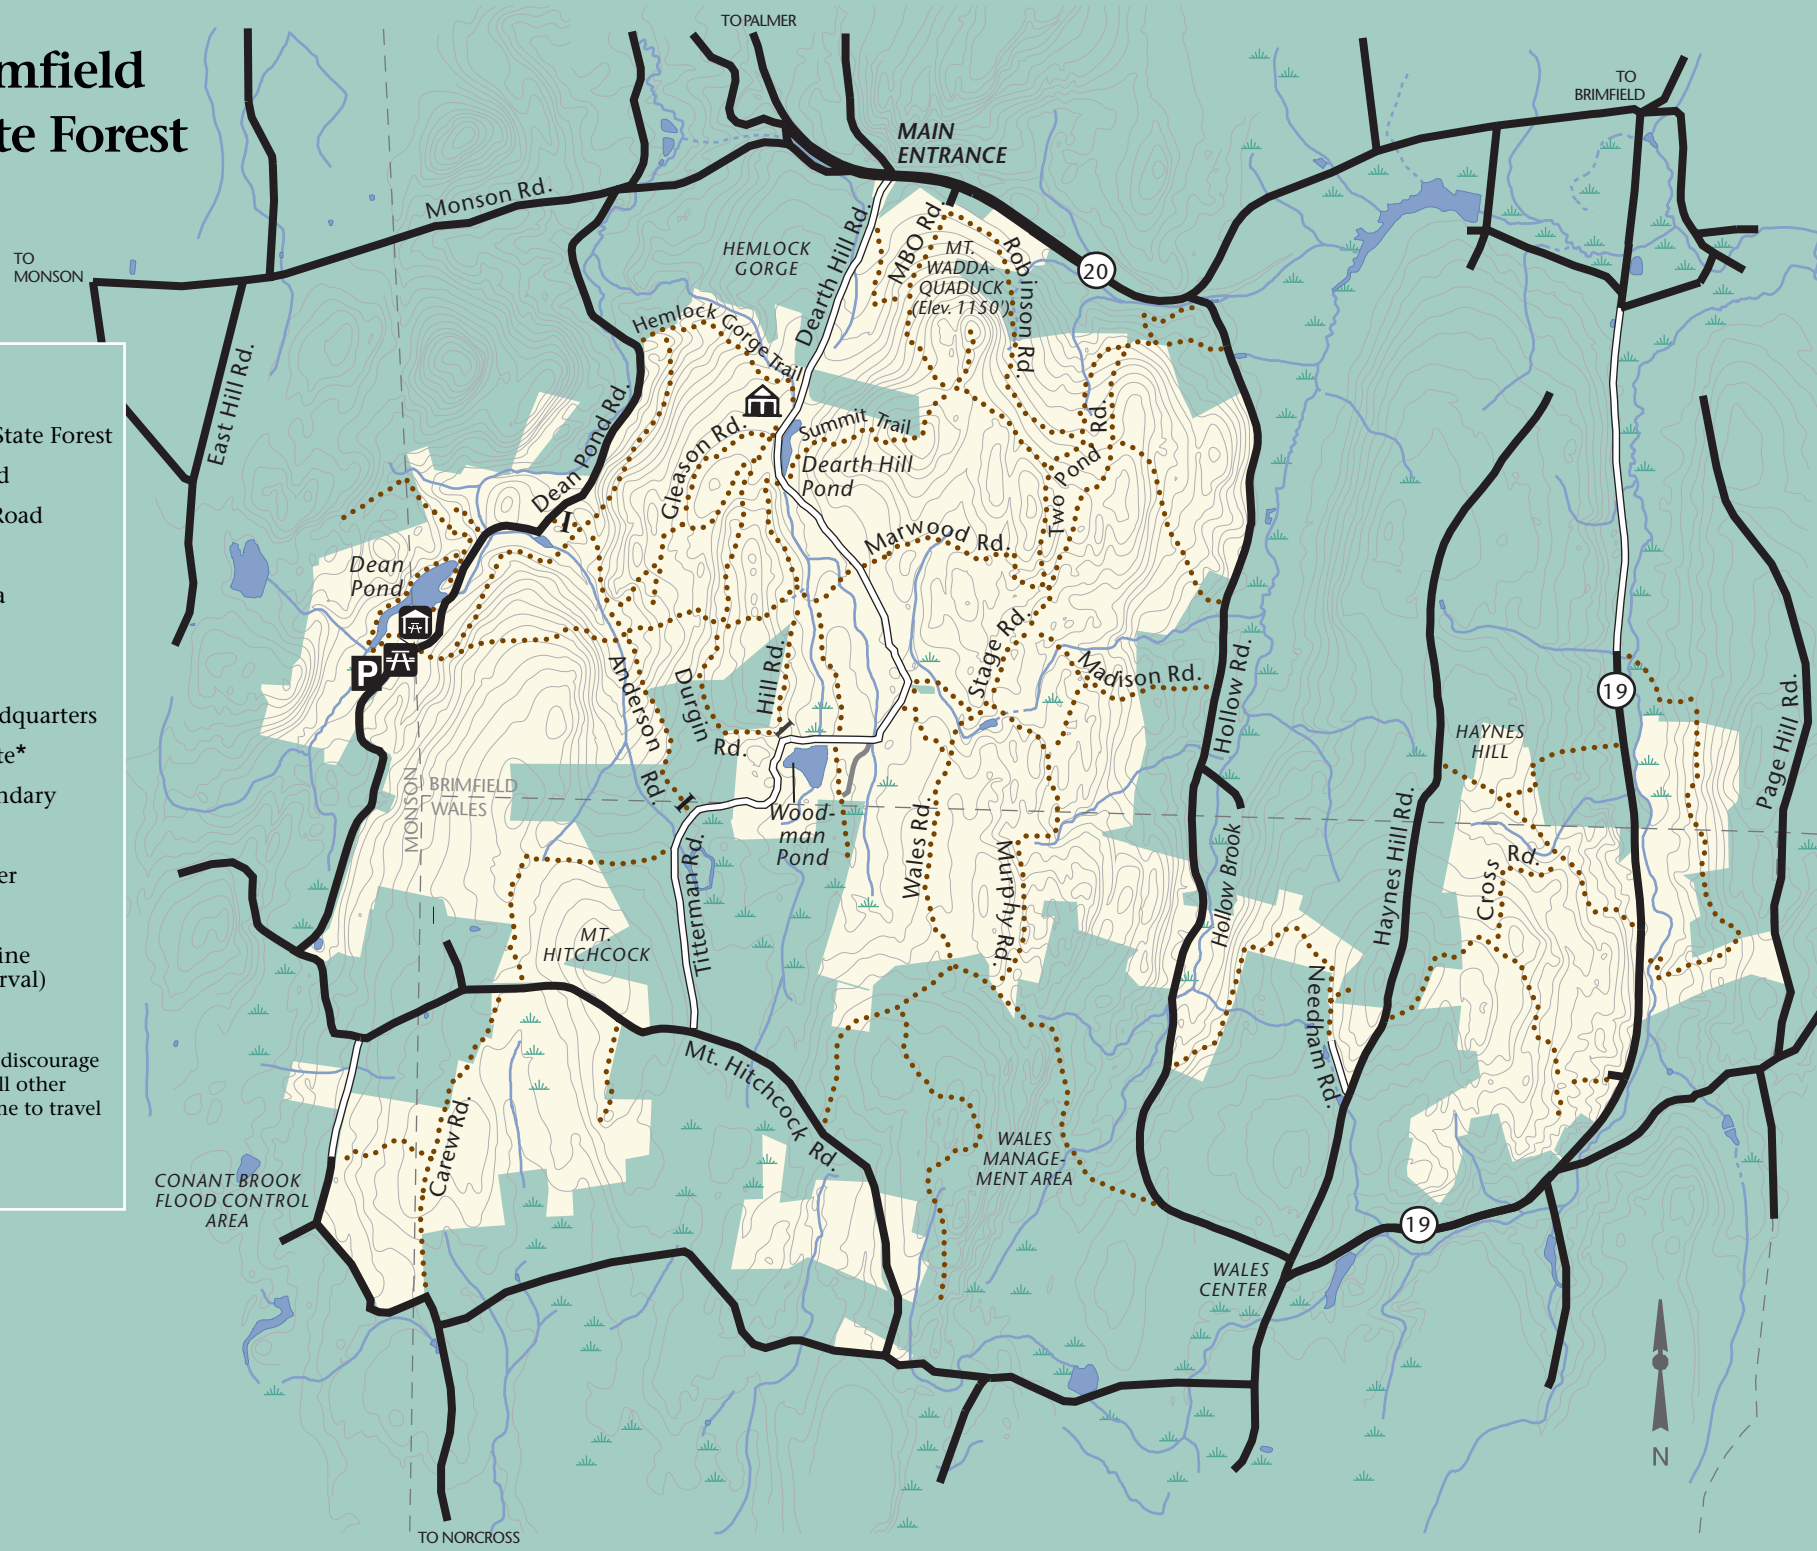 mfield
te Forest
State Forest
d
Road
a
dquarters
te*
ndary
er
ine
rval)
discourage
ll other
ne to travel
TO PALMER
MAIN
ENTRANCE
TO
BRIMFIELD
Monson Rd.
TO
MONSON
HEMLOCK
GORGE
Dearth Hill Rd.
MBO Rd.
MT.
WADDA-
QUADUCK
(Elev. 1150')
Robinson Rd.
20
Hemlock Gorge Trail
East Hill Rd.
Dean Pond Rd.
Gleason Rd.
Summit Trail
Dearth Hill
Pond
Two Pond Rd.
Marwood Rd.
Dean
Pond
P
Stage Rd.
Madison Rd.
Hollow Rd.
Anderson Rd.
Durgin Rd.
Hill Rd.
19
HAYNES
HILL
Page Hill Rd.
MONSON
BRIMFIELD
WALES
Wood-
man
Pond
Titterman Rd.
Wales Rd.
Murphy Rd.
Hollow Brook
Haynes Hill Rd.
Cross Rd.
MT.
HITCHCOCK
Needham Rd.
Mt. Hitchcock Rd.
Carew Rd.
WALES
MANAGE-
MENT AREA
CONANT BROOK
FLOOD CONTROL
AREA
19
WALES
CENTER
N
TO NORCROSS